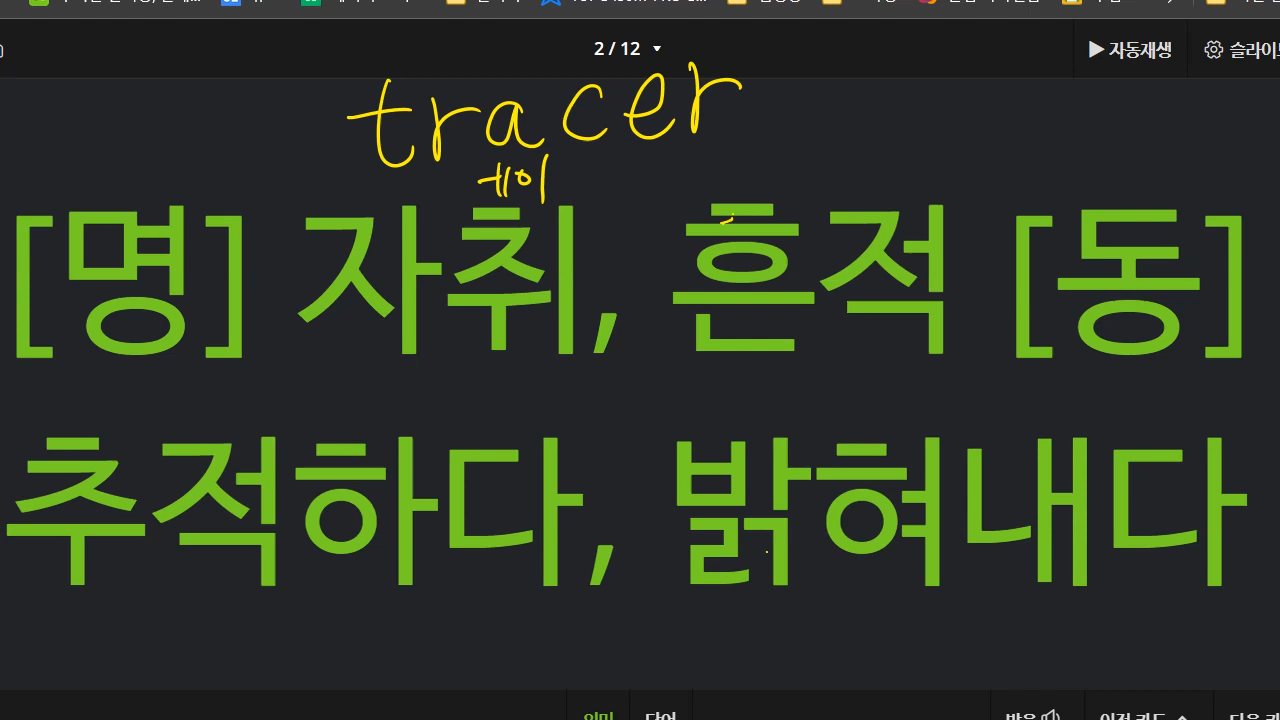 2 / 12
자동재생
tracer
ㅔ이
[명] 자취, 흔적 [동]
추적하다, 밝혀내다